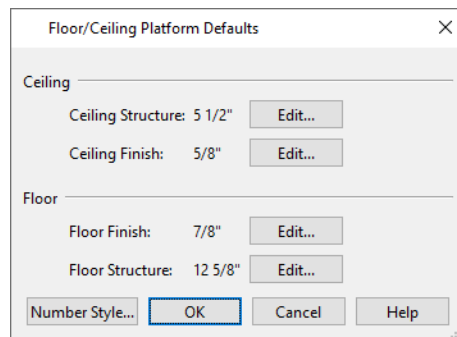 Floor/Ceiling Platform Defaults
Ceiling
Ceiling Structure: 5 1/2" Edit...
Ceiling Finish: 5/8" Edit...
Floor
Floor Finish: 7/8" Edit...
Floor Structure: 12 5/8" Edit...
Number Style... OK Cancel Help